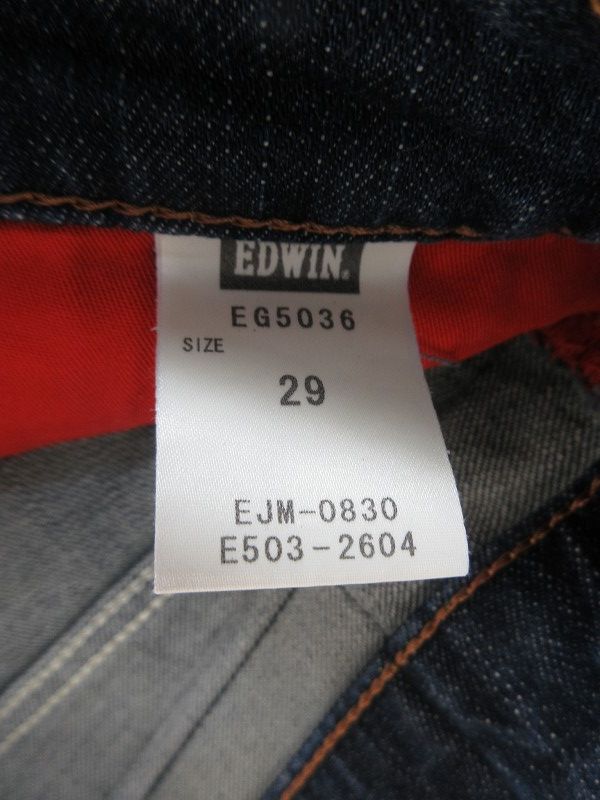 EDWIN.
EG5036
SIZE
29
EJM-0830
E503-2604